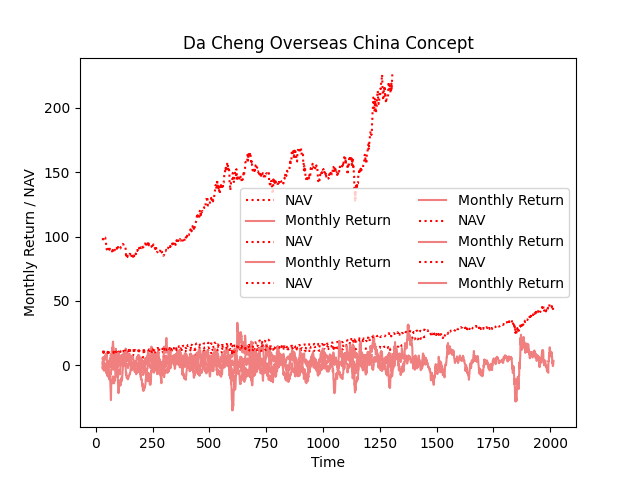 Da Cheng Overseas China Concept
Monthly Return / NAV
200
150
100
50
0
NAV
Monthly Return
NAV
Monthly Return
NAV
Monthly Return
NAV
Monthly Return
NAV
Monthly Return
0 250 500 750 1000 1250 1500 1750 2000
Time